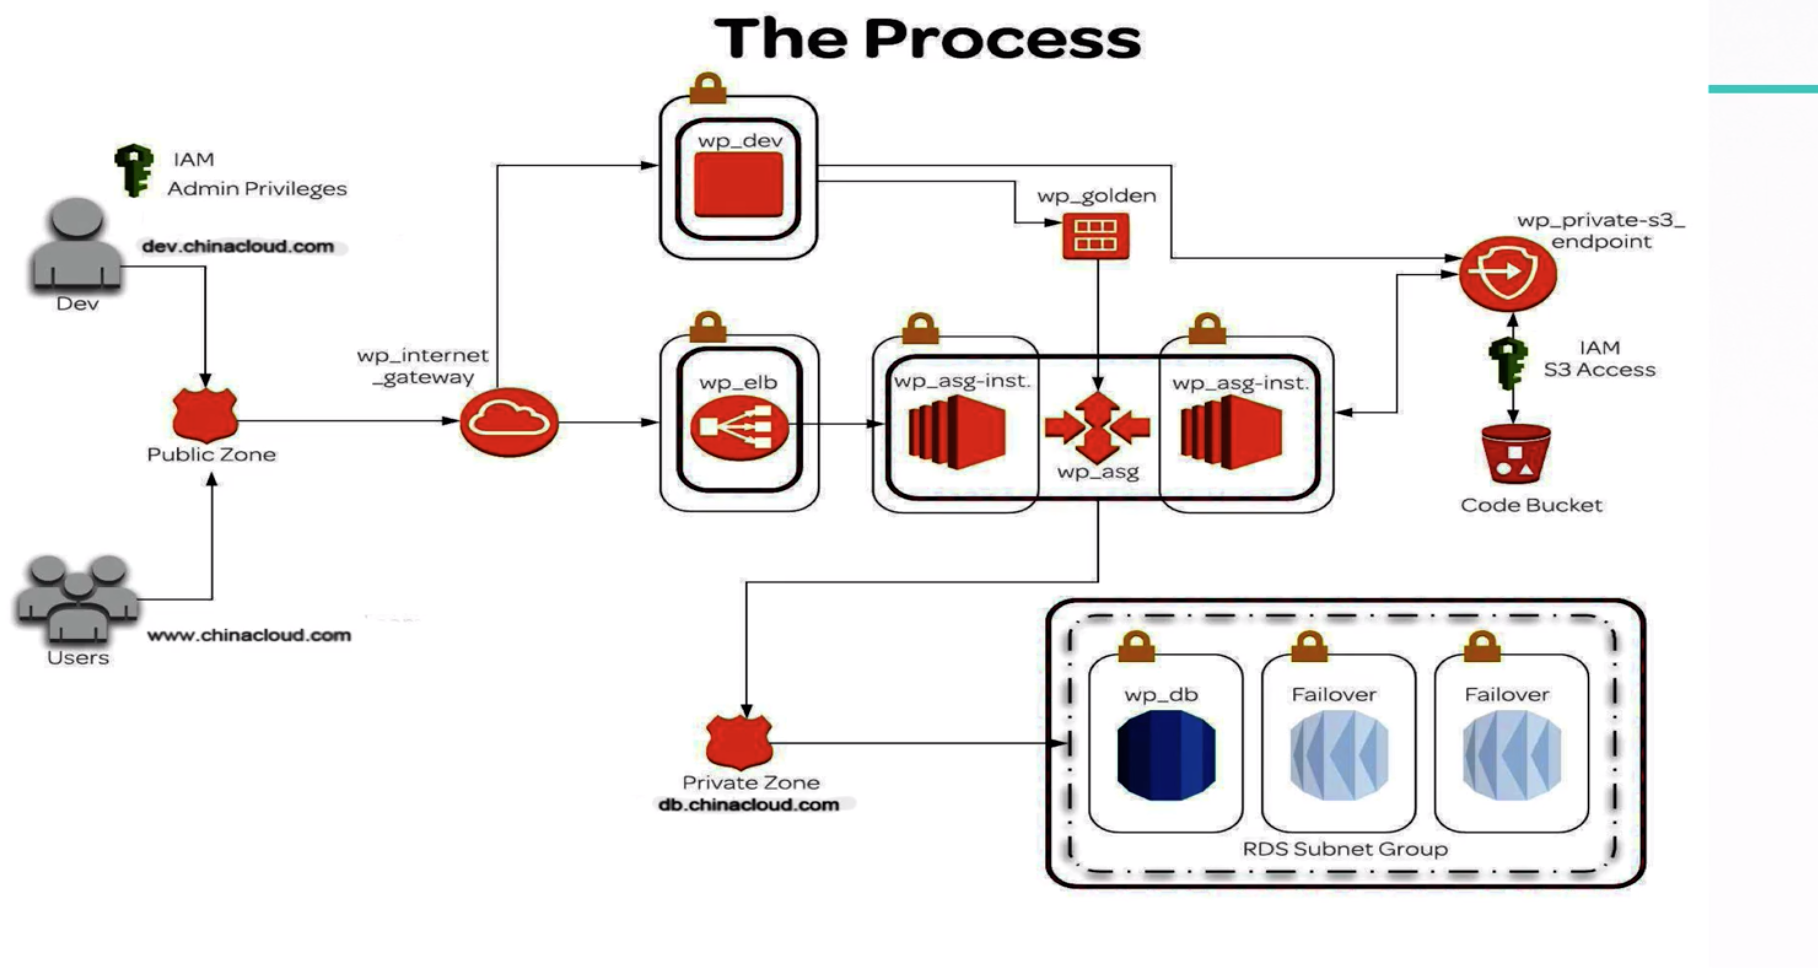 The Process
IAM
Admin Privileges
dev.chinacloud.com
Dev
wp_dev
wp_golden
wp_private-s3_
endpoint
wp_internet
_gateway
Public Zone
wp_elb
wp_asg-inst.
wp_asg
wp_asg-inst.
IAM
S3 Access
Code Bucket
Users
www.chinacloud.com
Private Zone
db.chinacloud.com
wp_db
Failover
Failover
RDS Subnet Group